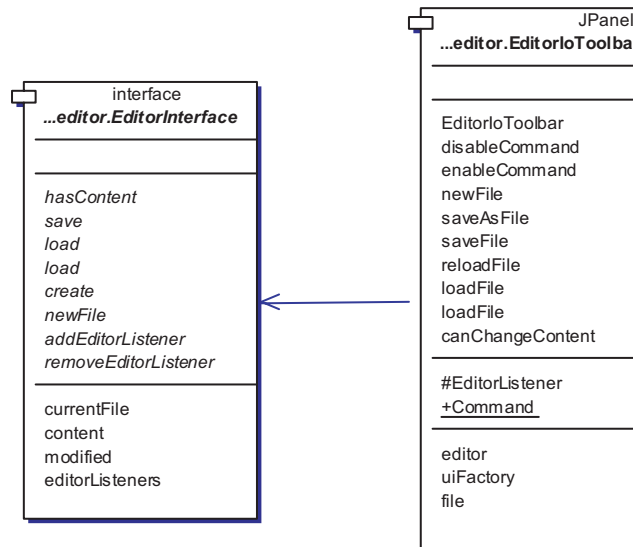 interface
...editor.EditorInterface
hasContent
save
load
load
create
newFile
addEditorListener
removeEditorListener
currentFile
content
modified
editorListeners
JPanel
...editor.EditorIoToolba
EditorIoToolbar
disableCommand
enableCommand
newFile
saveAsFile
saveFile
reloadFile
loadFile
loadFile
canChangeContent
#EditorListener
+Command
editor
uiFactory
file